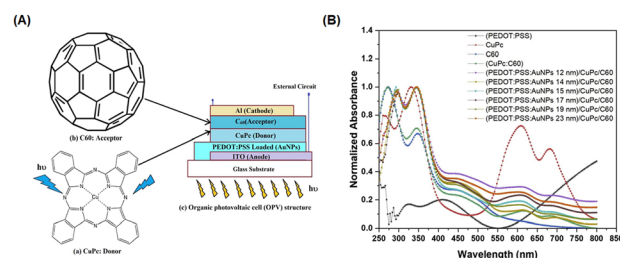 (A)
(b) C60: Acceptor
hυ
N
N
N
N
Cu
N
N
N
N
(a) CuPc: Donor
External Circuit
Al (Cathode)
C₆₀(Acceptor)
CuPc (Donor)
PEDOT:PSS Loaded (AuNPs)
ITO (Anode)
Glass Substrate
hυ
(c) Organic photovoltaic cell (OPV) structure
(B)
Normalized Absorbance
1.4
1.2
1.0
0.8
0.6
0.4
0.2
0.0
250 300 350 400 450 500 550 600 650 700 750 800
Wavelength (nm)
(PEDOT:PSS)
CuPc
C60
(CuPc:C60)
(PEDOT:PSS:AuNPs 12 nm)/CuPc/C60
(PEDOT:PSS:AuNPs 14 nm)/CuPc/C60
(PEDOT:PSS:AuNPs 15 nm)/CuPc/C60
(PEDOT:PSS:AuNPs 17 nm)/CuPc/C60
(PEDOT:PSS:AuNPs 19 nm)/CuPc/C60
(PEDOT:PSS:AuNPs 23 nm)/CuPc/C60